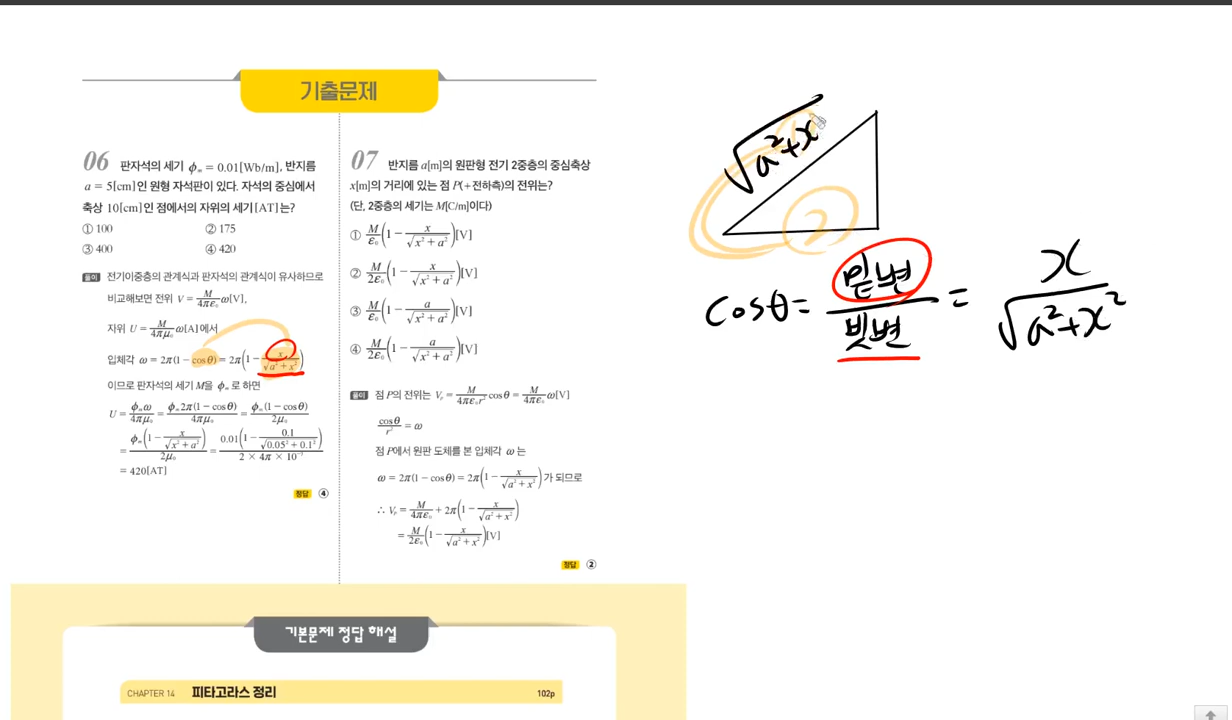 기출문제
06 판자석의 세기 ϕₘ = 0.01[Wb/m], 반지름
a = 5[cm]인 원형 자석판이 있다. 자석의 중심에서
축상 10[cm]인 점에서의 자위의 세기[AT]는?
① 100 ② 175
③ 400 ④ 420
풀이 전기이중층의 관계식과 판자석의 관계식이 유사하므로
비교해보면 전위 V = M/(4πε₀) ω[V],
자위 U = M/(4πμ₀) ω[A]에서
입체각 ω = 2π(1 − cosθ) = 2π(1 − x/√(a² + x²))
이므로 판자석의 세기 M을 ϕₘ로 하면
U = ϕₘω/(4πμ₀) = ϕₘ2π(1 − cosθ)/(4πμ₀) = ϕₘ(1 − cosθ)/(2μ₀)
= ϕₘ(1 − x/√(x² + a²))/(2μ₀) = 0.01(1 − 0.1/√(0.05² + 0.1²))/(2 × 4π × 10⁻⁷)
= 420[AT]
정답 ④
07 반지름 a[m]의 원판형 전기 2중층의 중심축상
x[m]의 거리에 있는 점 P(+전하측)의 전위는?
(단, 2중층의 세기는 M[C/m]이다)
① M/ε₀ (1 − x/√(x² + a²))[V]
② M/2ε₀ (1 − x/√(x² + a²))[V]
③ M/ε₀ (1 − a/√(x² + a²))[V]
④ M/2ε₀ (1 − a/√(x² + a²))[V]
풀이 점 P의 전위는 Vₚ = M/(4πε₀r²) cosθ = M/(4πε₀) ω[V]
cosθ/r² = ω
점 P에서 원판 도체를 본 입체각 ω는
ω = 2π(1 − cosθ) = 2π(1 − x/√(a² + x²))가 되므로
∴ Vₚ = M/(4πε₀) + 2π(1 − x/√(a² + x²))
= M/2ε₀ (1 − x/√(a² + x²))[V]
정답 ②
√a²+x²
2
cosθ = 밑변/빗변 = x/√(a²+x²)
기본문제 정답 해설
CHAPTER 14 피타고라스 정리 102p